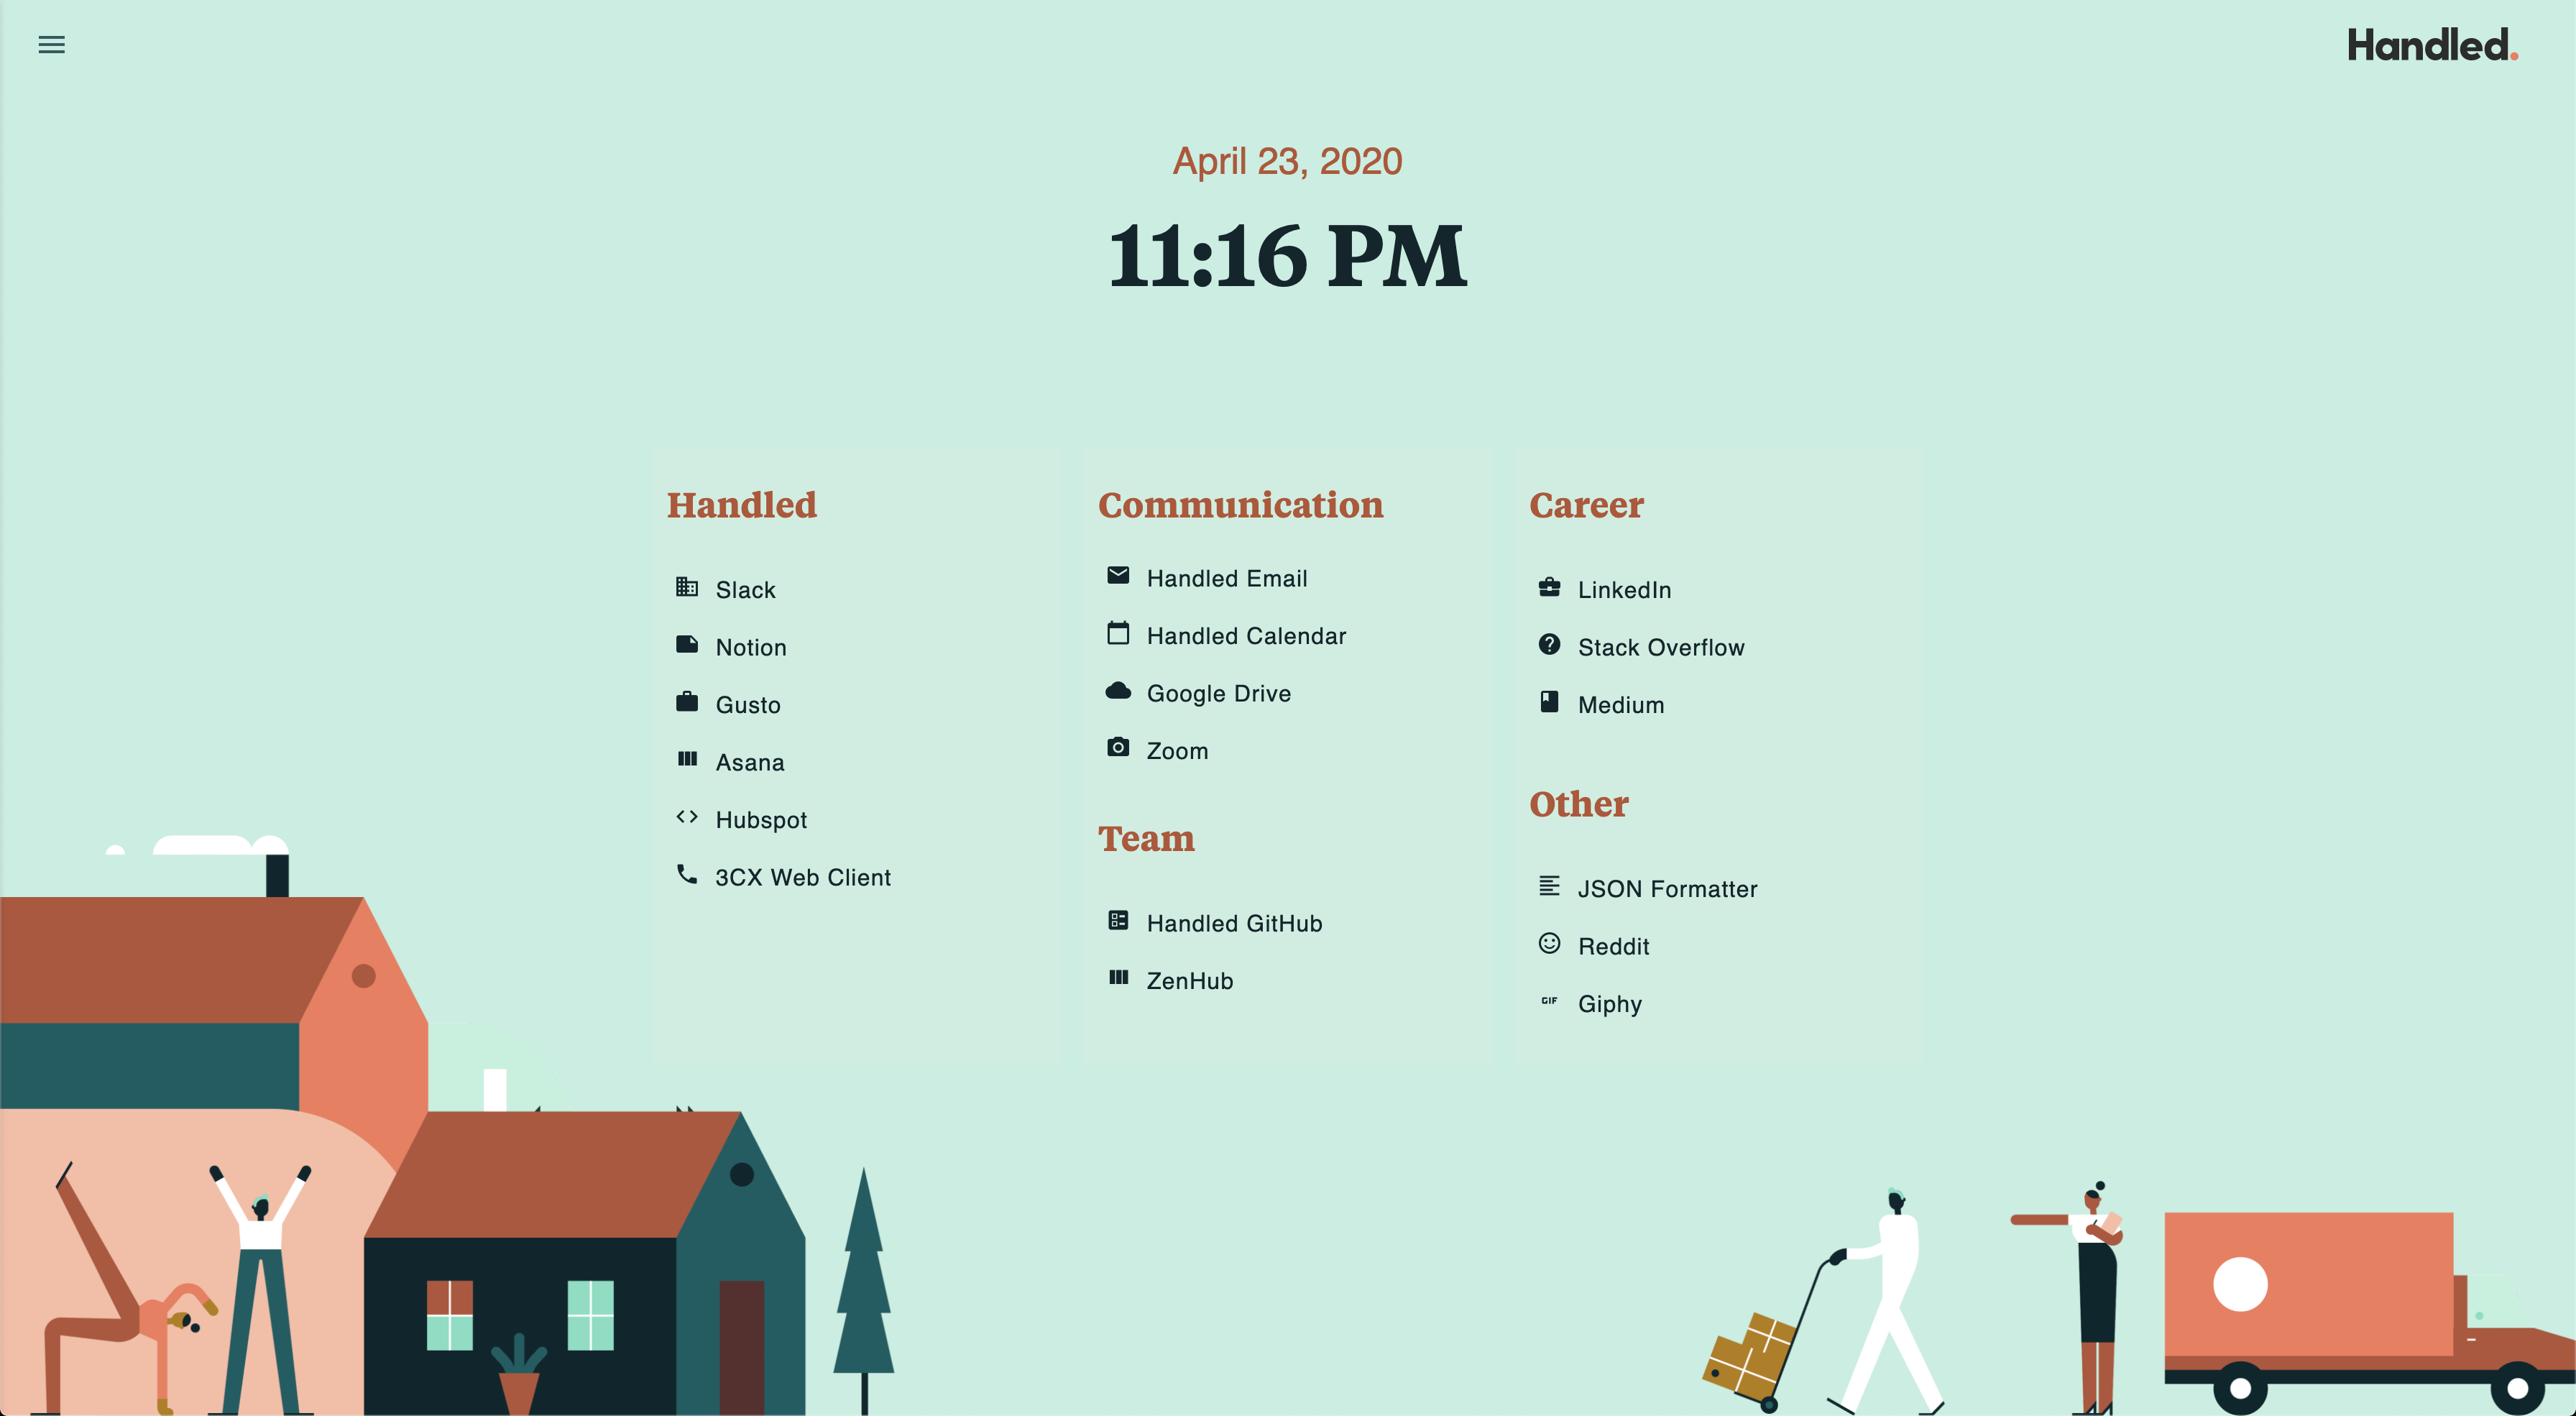 Handled.
April 23, 2020
11:16 PM
Handled
Slack
Notion
Gusto
Asana
Hubspot
3CX Web Client
Communication
Handled Email
Handled Calendar
Google Drive
Zoom
Team
Handled GitHub
ZenHub
Career
LinkedIn
Stack Overflow
Medium
Other
JSON Formatter
Reddit
GIF Giphy